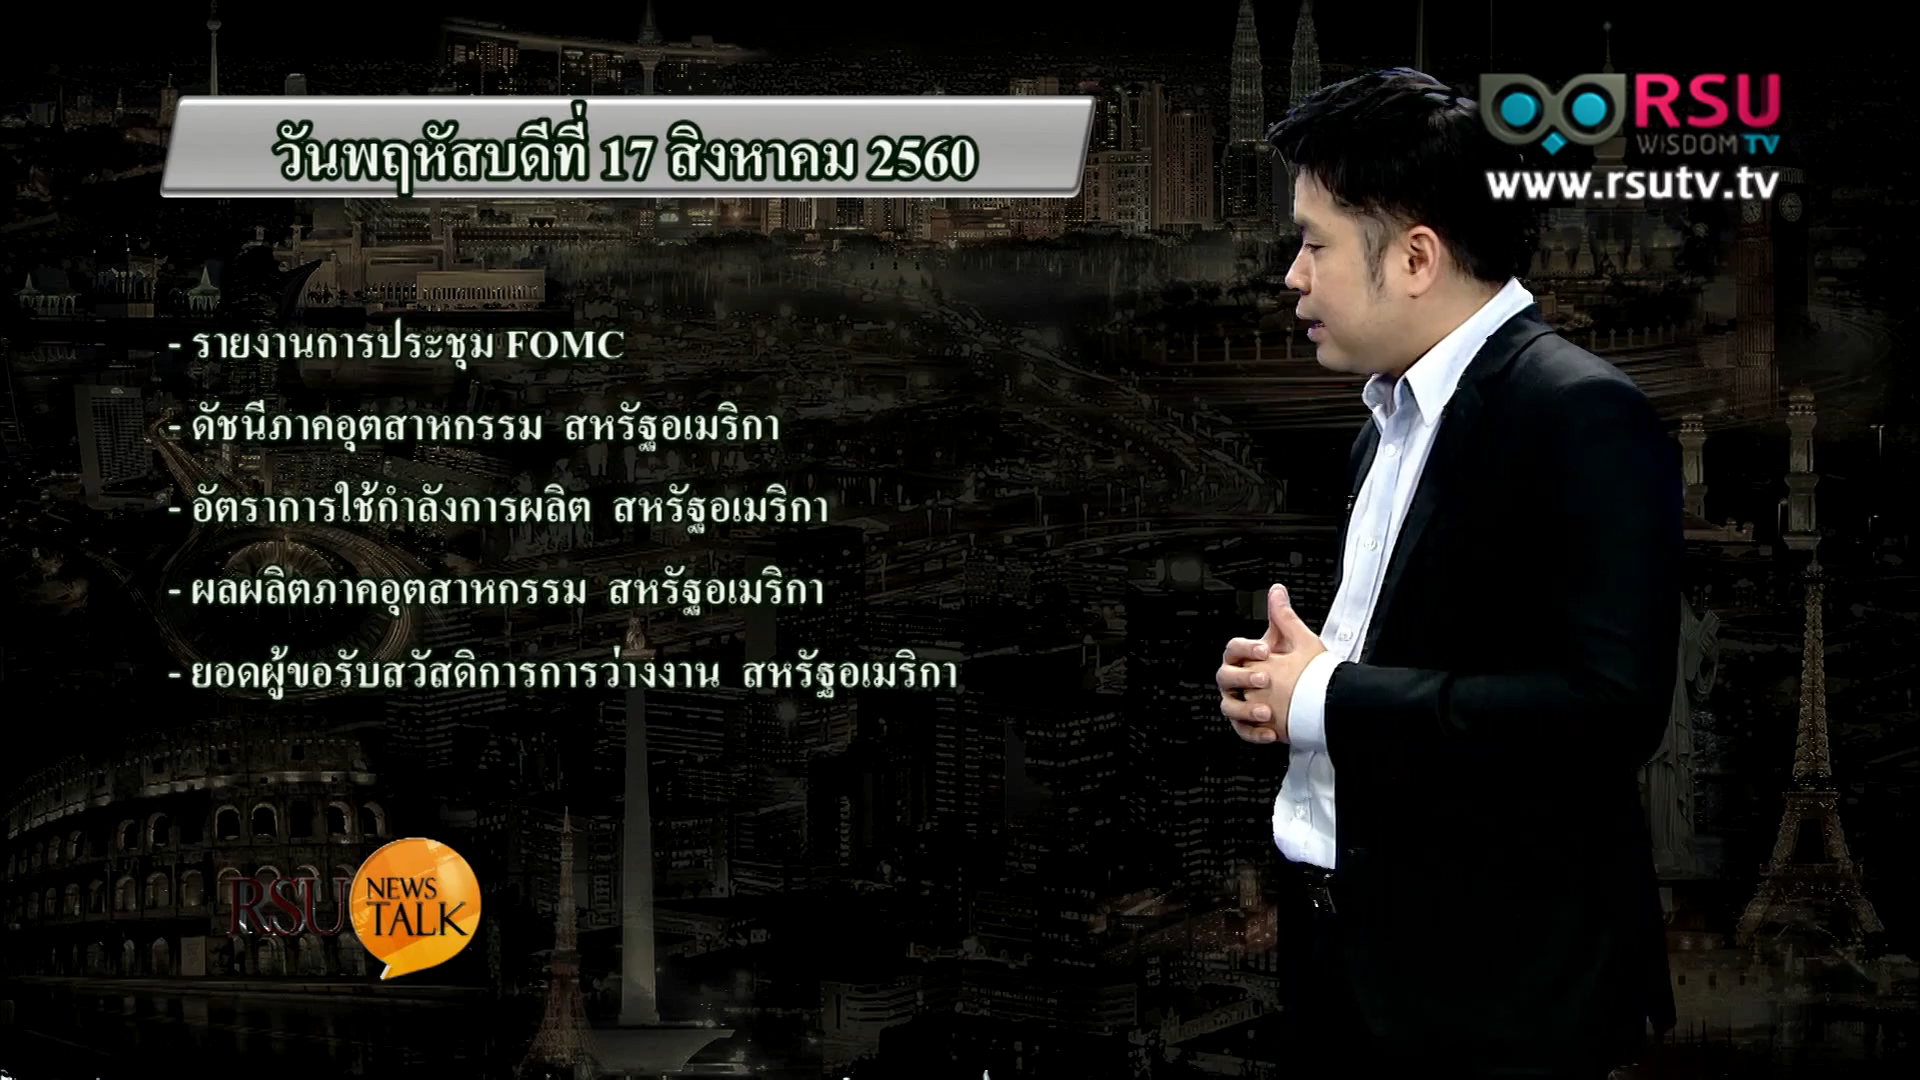 วันพฤหัสบดีที่ 17 สิงหาคม 2560
RSU
WISDOM TV
www.rsutv.tv
- รายงานการประชุม FOMC
- ดัชนีภาคอุตสาหกรรม สหรัฐอเมริกา
- อัตราการใช้กำลังการผลิต สหรัฐอเมริกา
- ผลผลิตภาคอุตสาหกรรม สหรัฐอเมริกา
- ยอดผู้ขอรับสวัสดิการการว่างงาน สหรัฐอเมริกา
RSU NEWS
TALK